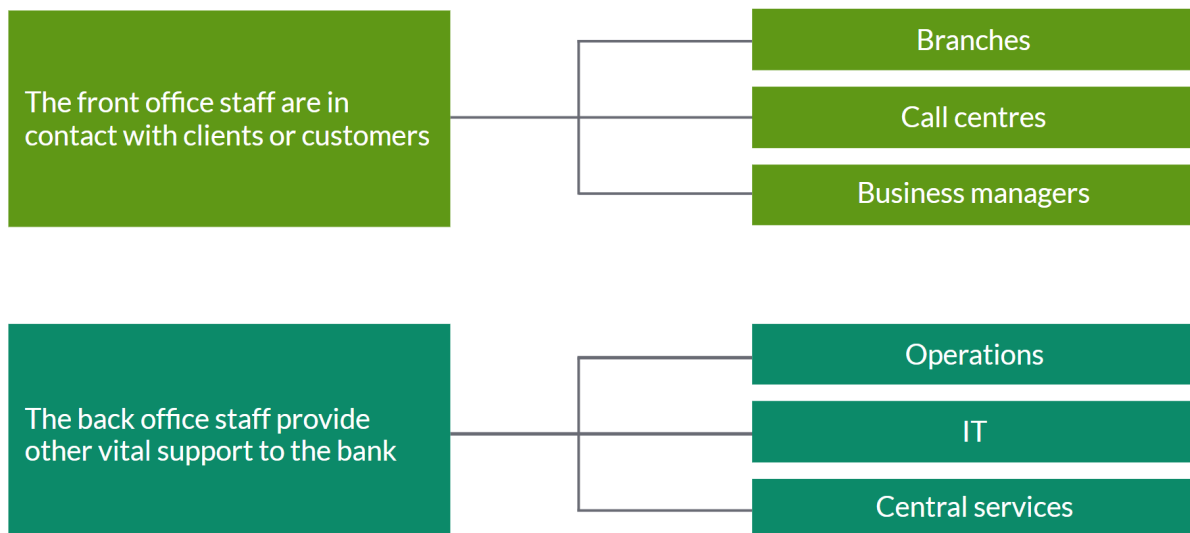 The front office staff are in
contact with clients or customers
Branches
Call centres
Business managers
The back office staff provide
other vital support to the bank
Operations
IT
Central services